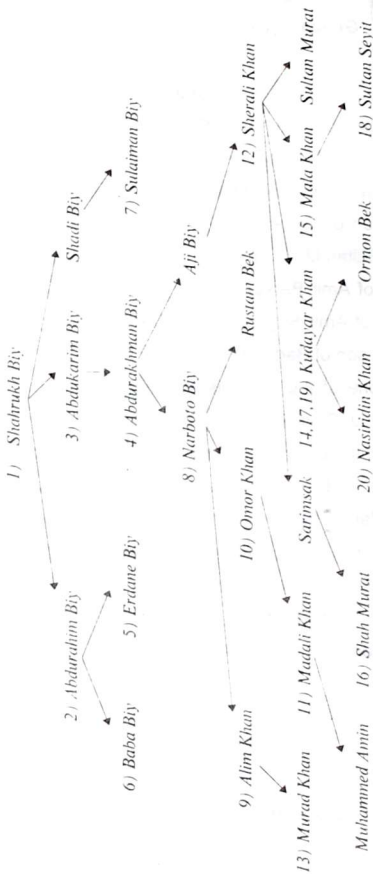 1) Shahrukh Biy
2) Abdurahim Biy 3) Abdukarim Biy Shadi Biy
6) Baba Biy 5) Erdane Biy 4) Abdurakhman Biy 7) Sulaiman Biy
8) Narboto Biy Aji Biy
9) Alim Khan 10) Omor Khan Rustam Bek 12) Sherali Khan
13) Murad Khan 11) Madali Khan Sarimsak 14,17,19) Kudayar Khan 15) Mala Khan Sultan Murat
Muhammed Amin 16) Shah Murat 20) Nasiridin Khan Ormon Bek 18) Sultan Seyit